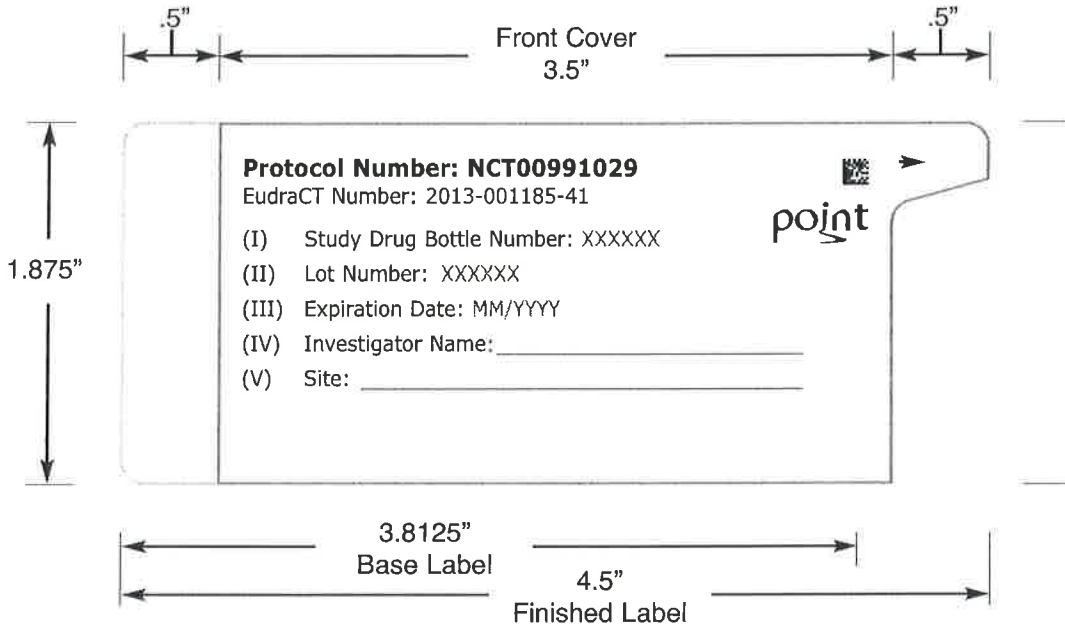 .5"
Front Cover
3.5"
.5"
Protocol Number: NCT00991029
EudraCT Number: 2013-001185-41
point
(I) Study Drug Bottle Number: XXXXXX
(II) Lot Number: XXXXXX
1.875"
(III) Expiration Date: MM/YYYY
(IV) Investigator Name:
(V) Site:
3.8125"
Base Label
4.5"
Finished Label